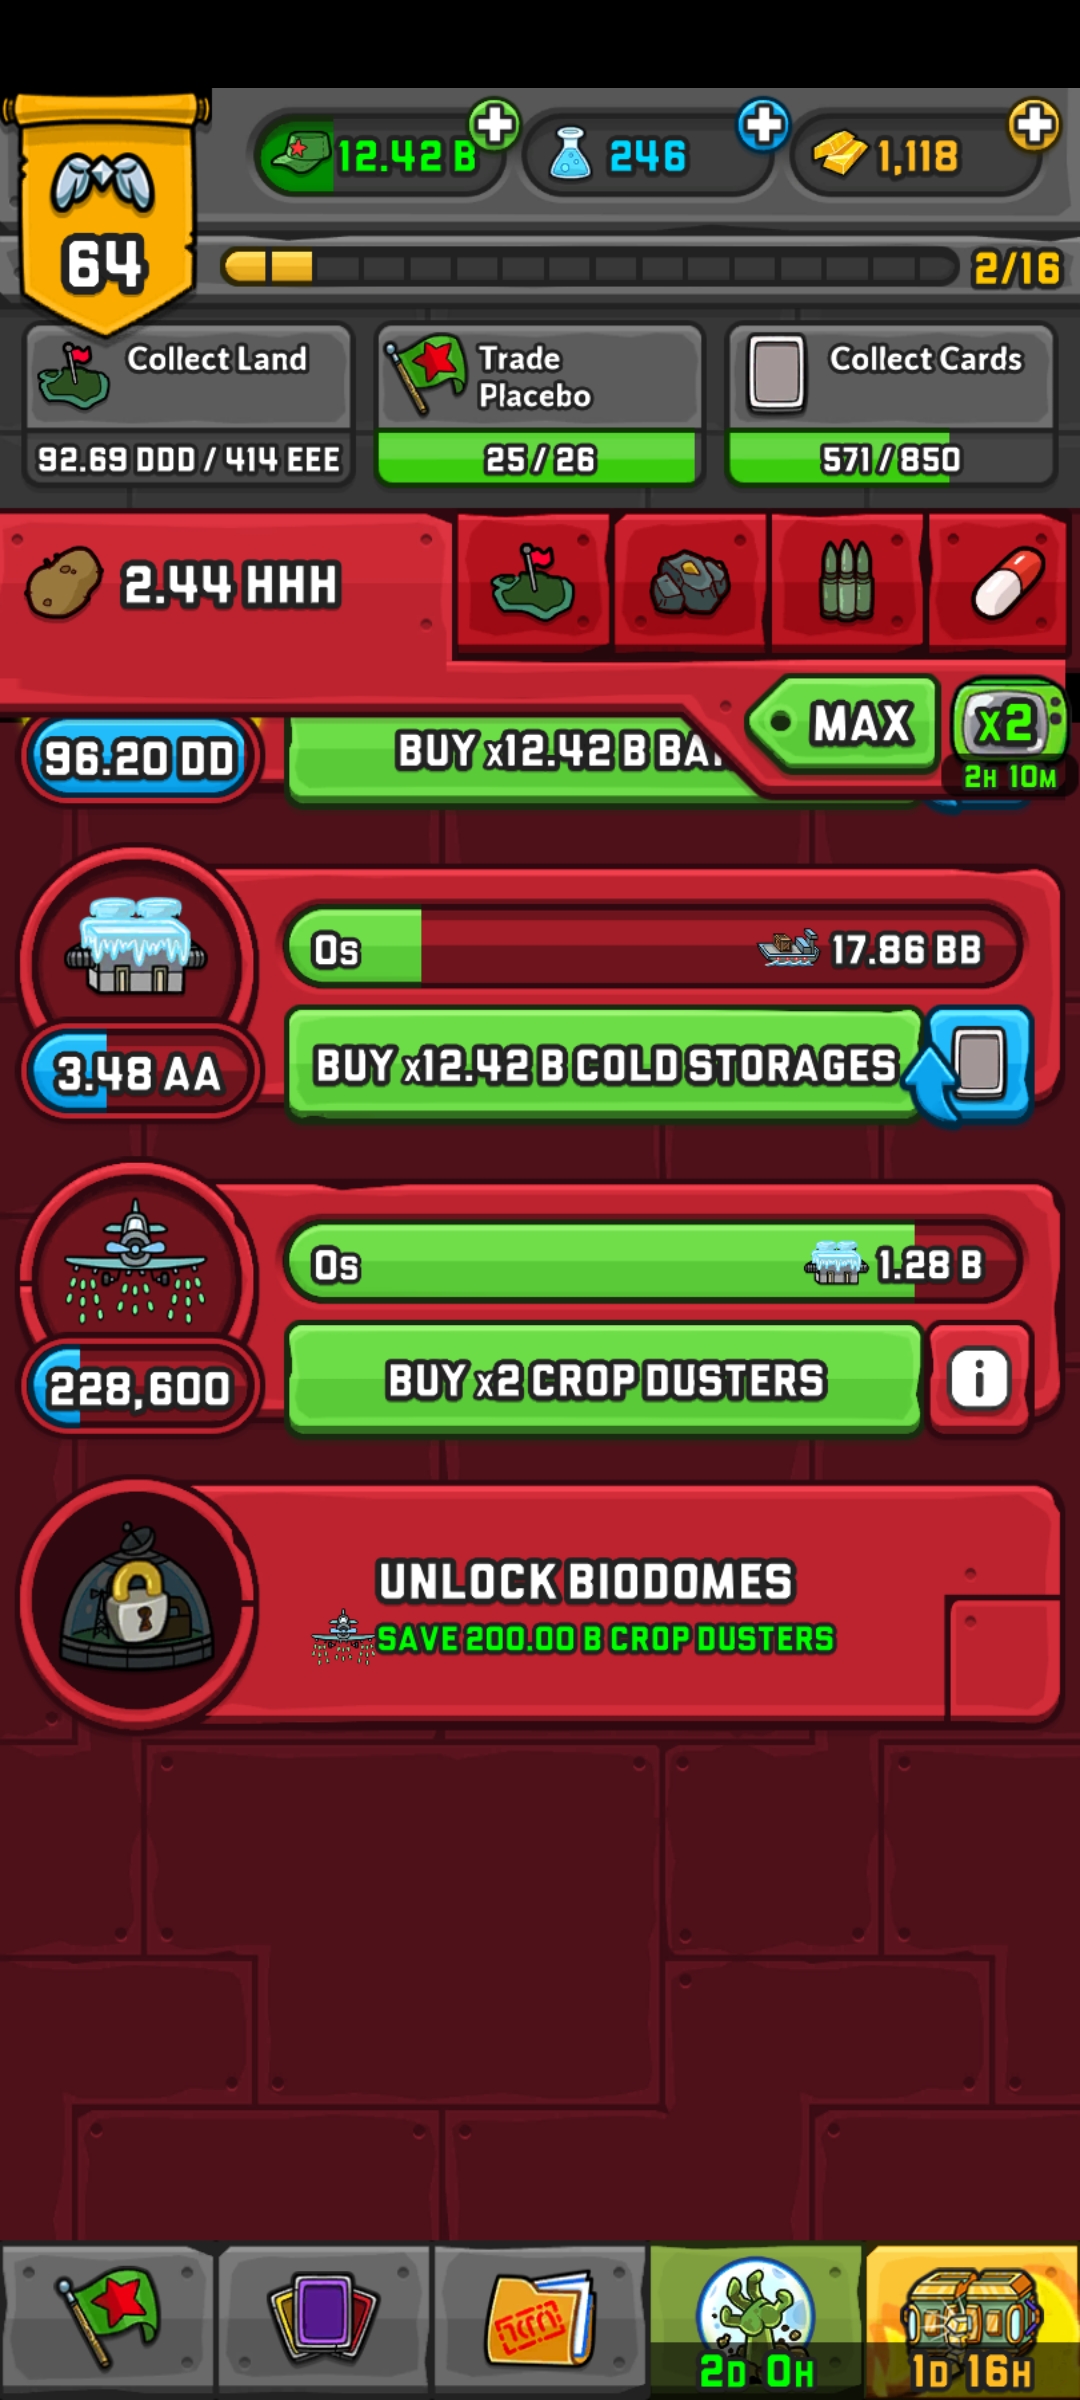 12.42 B
246
1,118
64
2/16
Collect Land
92.69 DDD / 414 EEE
Trade
Placebo
25 / 26
Collect Cards
571 / 850
2.44 HHH
MAX
x2
2H 10M
96.20 DD
BUY x12.42 B
0s
17.86 BB
3.48 AA
BUY x12.42 B COLD STORAGES
0s
1.28 B
228,600
BUY x2 CROP DUSTERS
i
UNLOCK BIODOMES
SAVE 200.00 B CROP DUSTERS
2D 0H
1D 16H